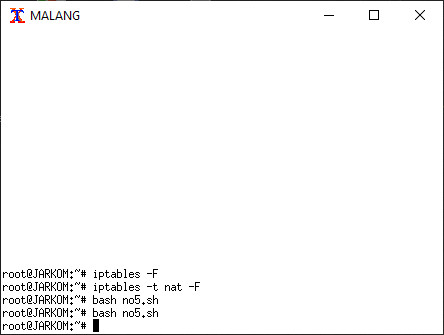 MALANG
root@JARKOM:~# iptables -F
root@JARKOM:~# iptables -t nat -F
root@JARKOM:~# bash no5.sh
root@JARKOM:~# bash no5.sh
root@JARKOM:~#